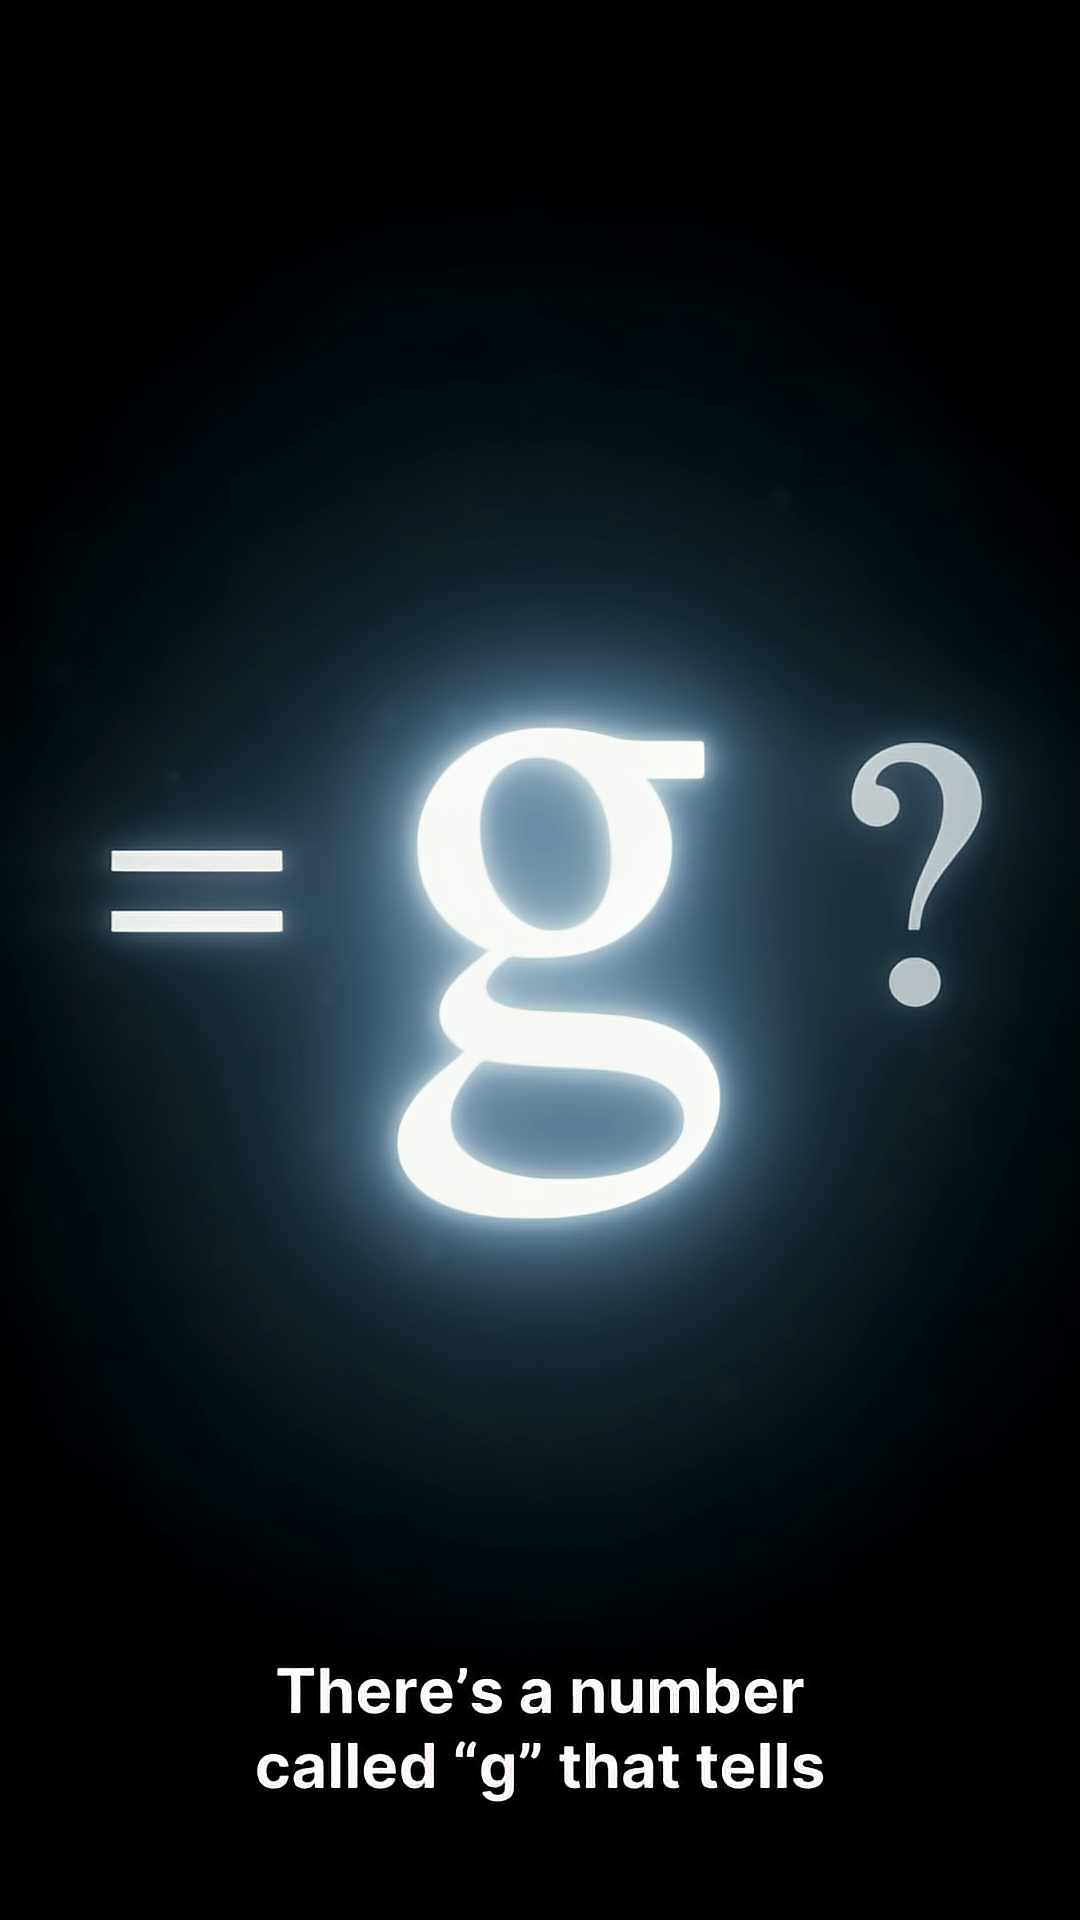 = g ?
There’s a number
called “g” that tells